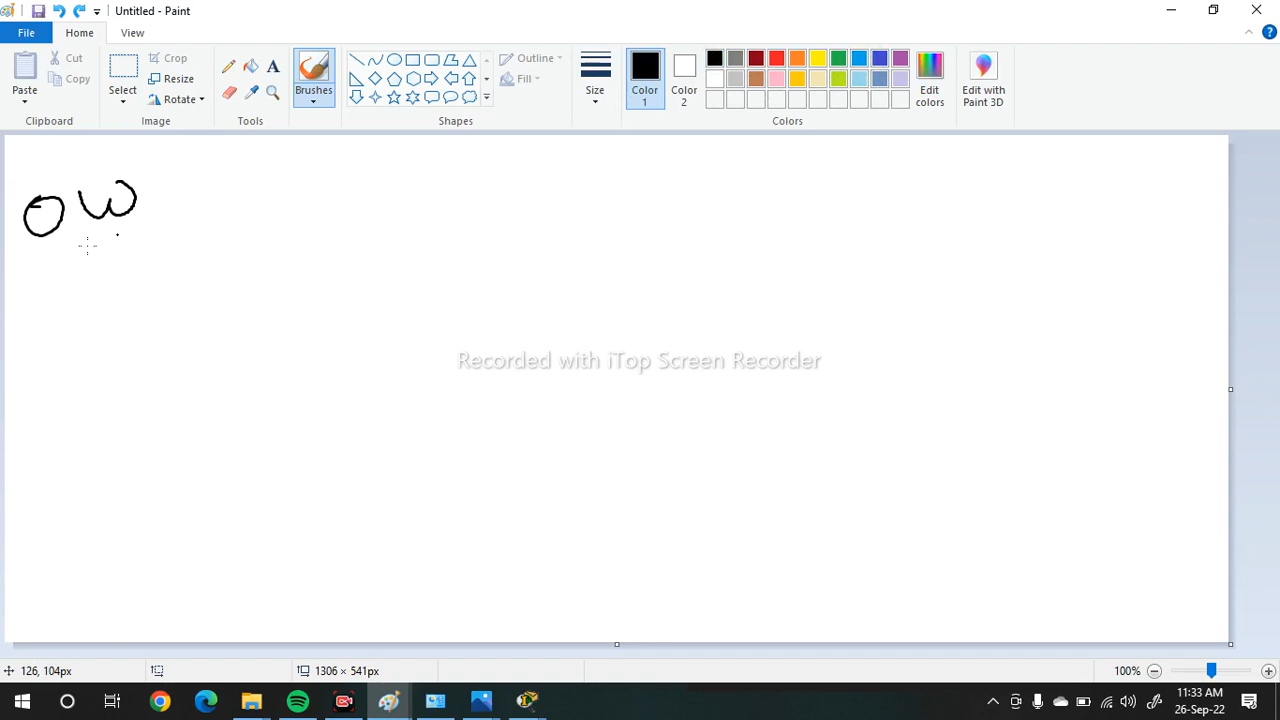 Untitled - Paint
File Home View
Paste Cut Copy Clipboard
Select Crop Resize Rotate Image
A Tools
Brushes
Outline Fill Shapes
Size
Color 1 Color 2 Edit colors Colors
Edit with Paint 3D
ow
Recorded with iTop Screen Recorder
126, 104px 1306 × 541px 100%
11:33 AM
26-Sep-22